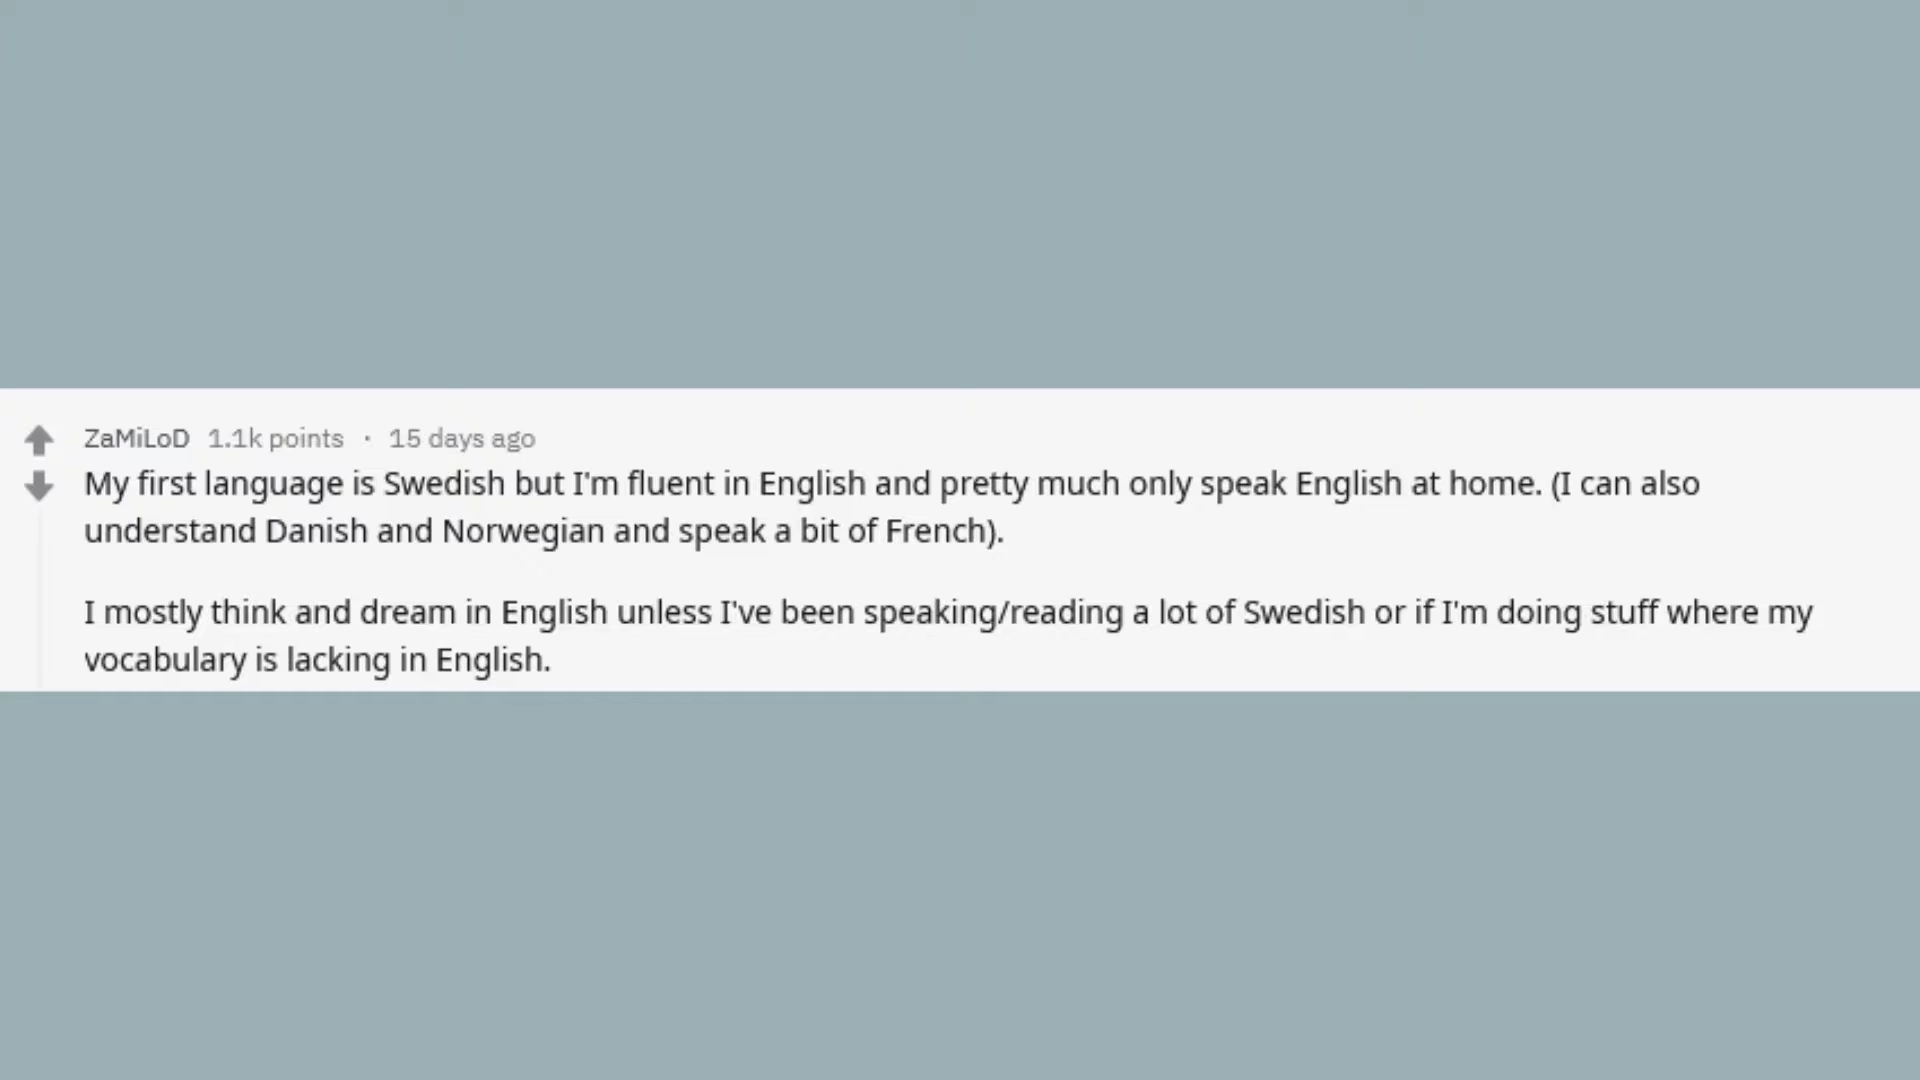 ZaMiLoD 1.1k points · 15 days ago
My first language is Swedish but I'm fluent in English and pretty much only speak English at home. (I can also
understand Danish and Norwegian and speak a bit of French).
I mostly think and dream in English unless I've been speaking/reading a lot of Swedish or if I'm doing stuff where my
vocabulary is lacking in English.